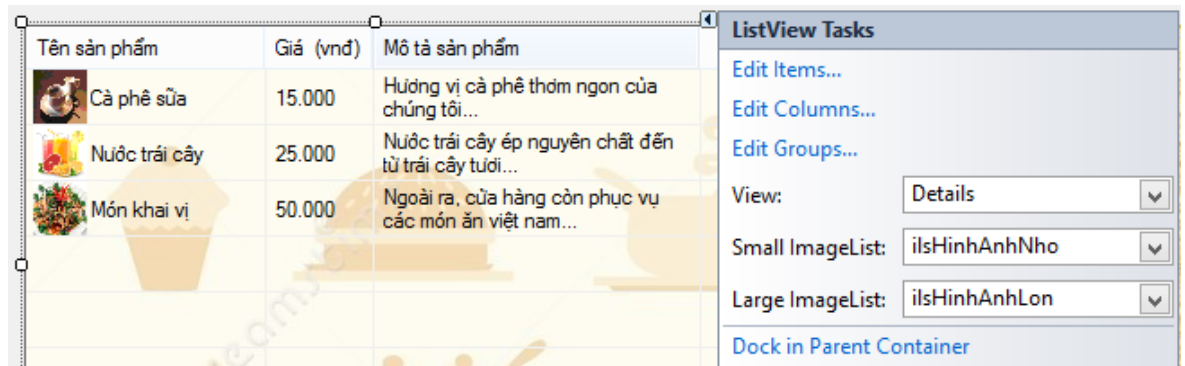 Tên sản phẩm Giá (vnđ) Mô tả sản phẩm
Cà phê sữa 15.000 Hương vị cà phê thơm ngon của
chúng tôi...
Nước trái cây 25.000 Nước trái cây ép nguyên chất đến
từ trái cây tươi...
Món khai vị 50.000 Ngoài ra, cửa hàng còn phục vụ
các món ăn việt nam...
ListView Tasks
Edit Items...
Edit Columns...
Edit Groups...
View: Details
Small ImageList: ilsHinhAnhNho
Large ImageList: ilsHinhAnhLon
Dock in Parent Container